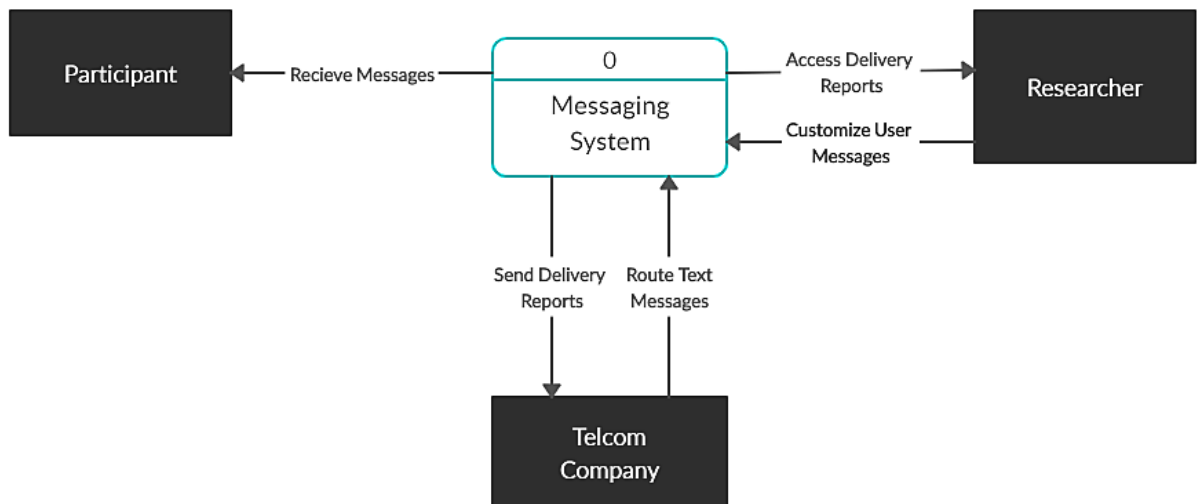 Participant
Recieve Messages
0
Messaging
System
Access Delivery
Reports
Customize User
Messages
Researcher
Send Delivery
Reports
Route Text
Messages
Telcom
Company